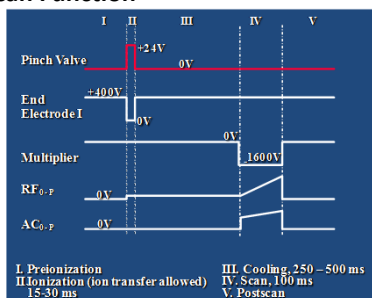 I II III IV V
+24V
Pinch Valve
0V
+400V
End
Electrode I
0V
0V
Multiplier
1600V
RF0-P
0V
AC0-P
0V
I. Preionization
II Ionization (ion transfer allowed)
15-30 ms
III. Cooling, 250 – 500 ms
IV. Scan, 100 ms
V. Postscan